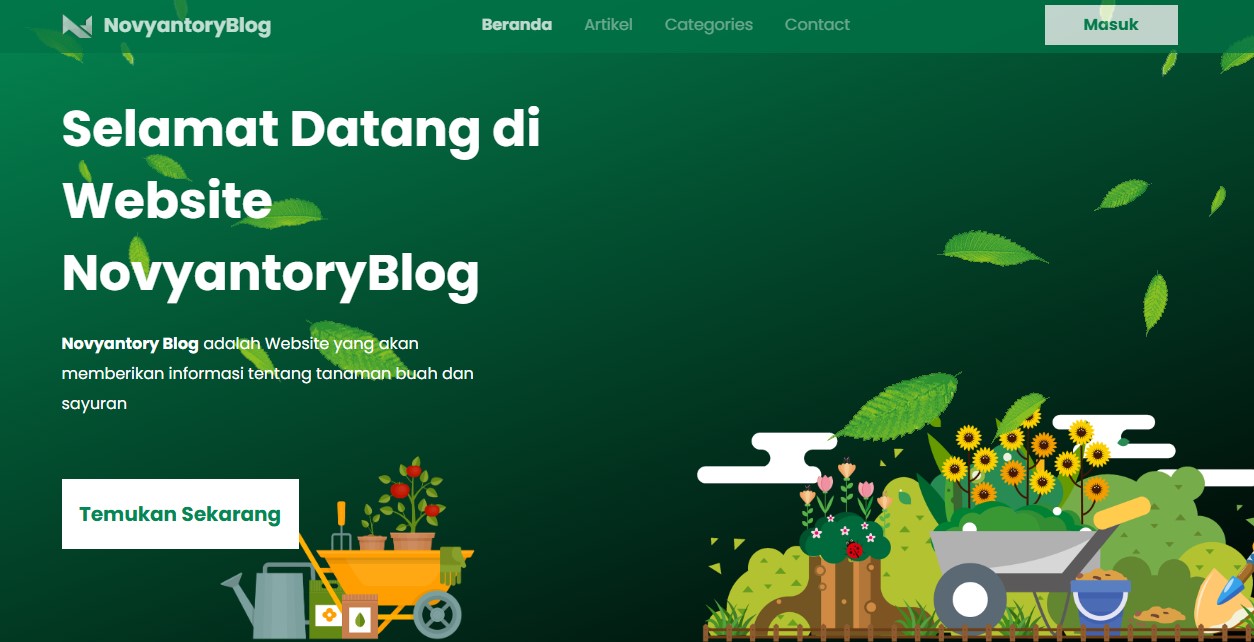 NovyantoryBlog
Beranda Artikel Categories Contact
Masuk
Selamat Datang di
Website
NovyantoryBlog
Novyantory Blog adalah Website yang akan
memberikan informasi tentang tanaman buah dan
sayuran
Temukan Sekarang